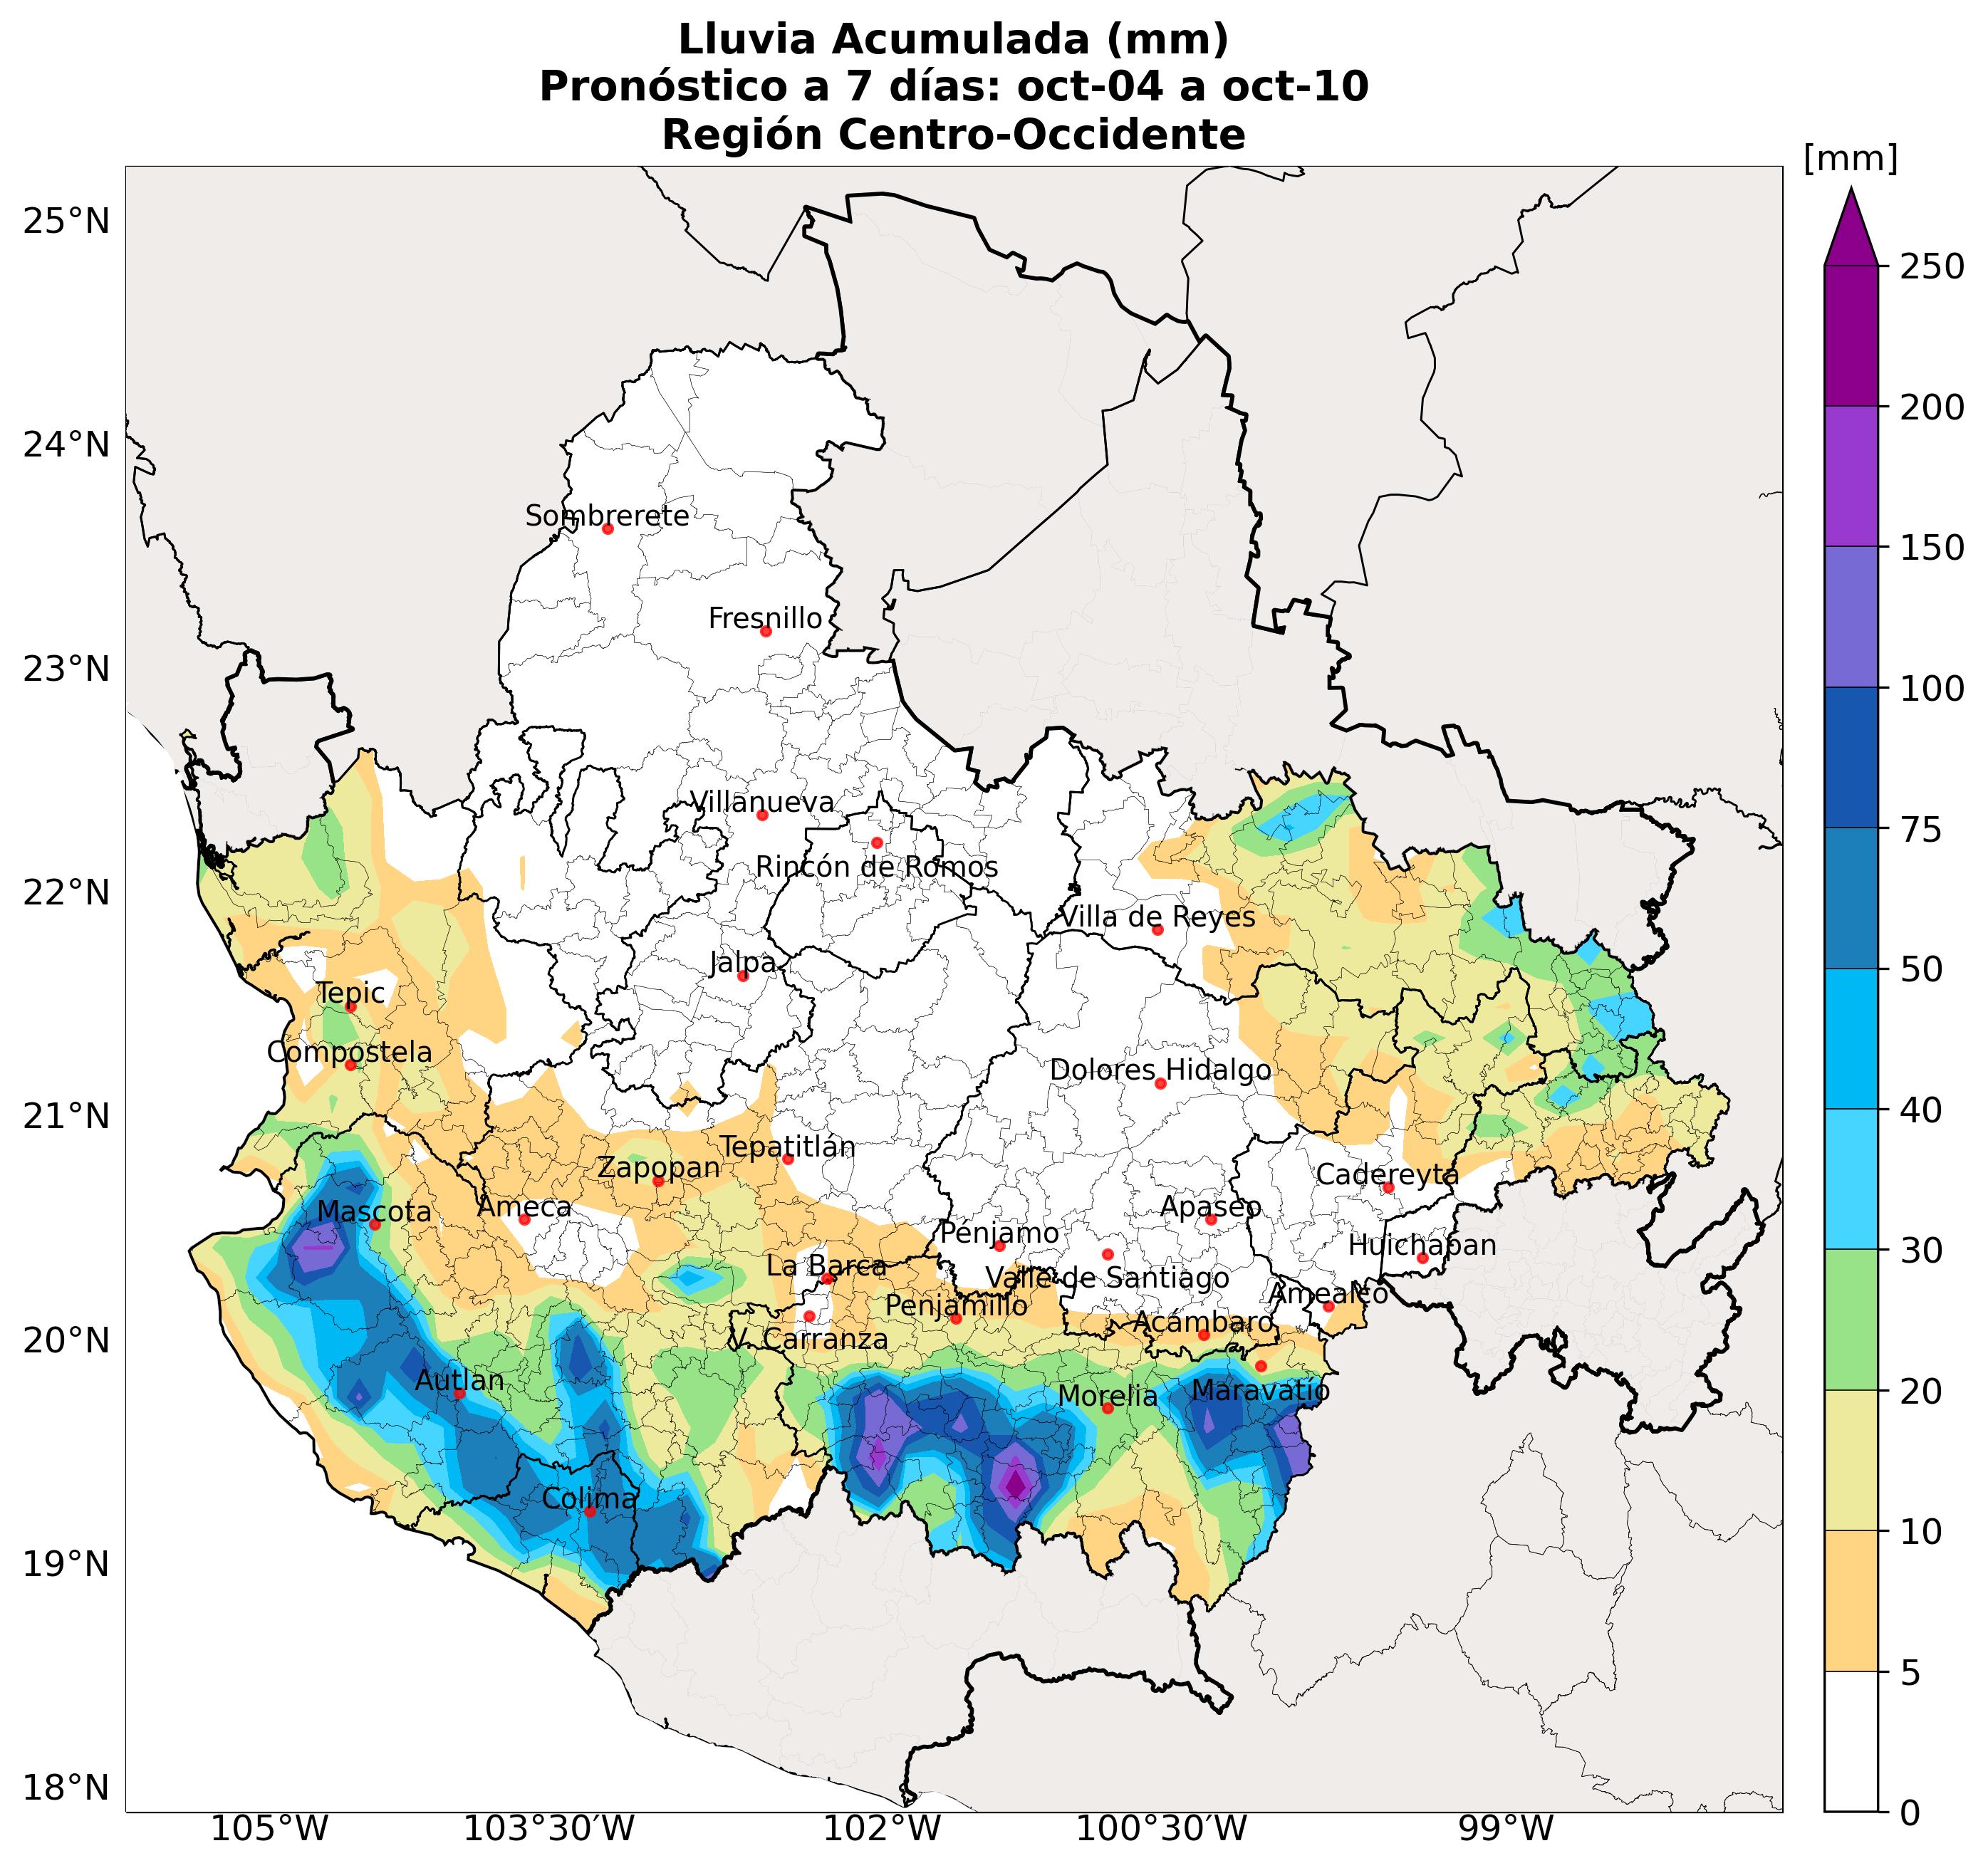 Lluvia Acumulada (mm)
Pronóstico a 7 días: oct-04 a oct-10
Región Centro-Occidente
[mm]
25°N
24°N
23°N
22°N
21°N
20°N
19°N
18°N
250
200
150
100
75
50
40
30
20
10
5
0
Sombrerete
Fresnillo
Villanueva
Rincón de Romos
Villa de Reyes
Jalpa
Tepic
Compostela
Dolores Hidalgo
Tepatitlán
Zapopan
Cadereyta
Mascota
Ameca
Apaseo
Pénjamo
Huichapan
La Barca
Valle de Santiago
Amealco
Penjamillo
Acámbaro
V. Carranza
Autlán
Morelia
Maravatío
Colima
105°W
103°30'W
102°W
100°30'W
99°W